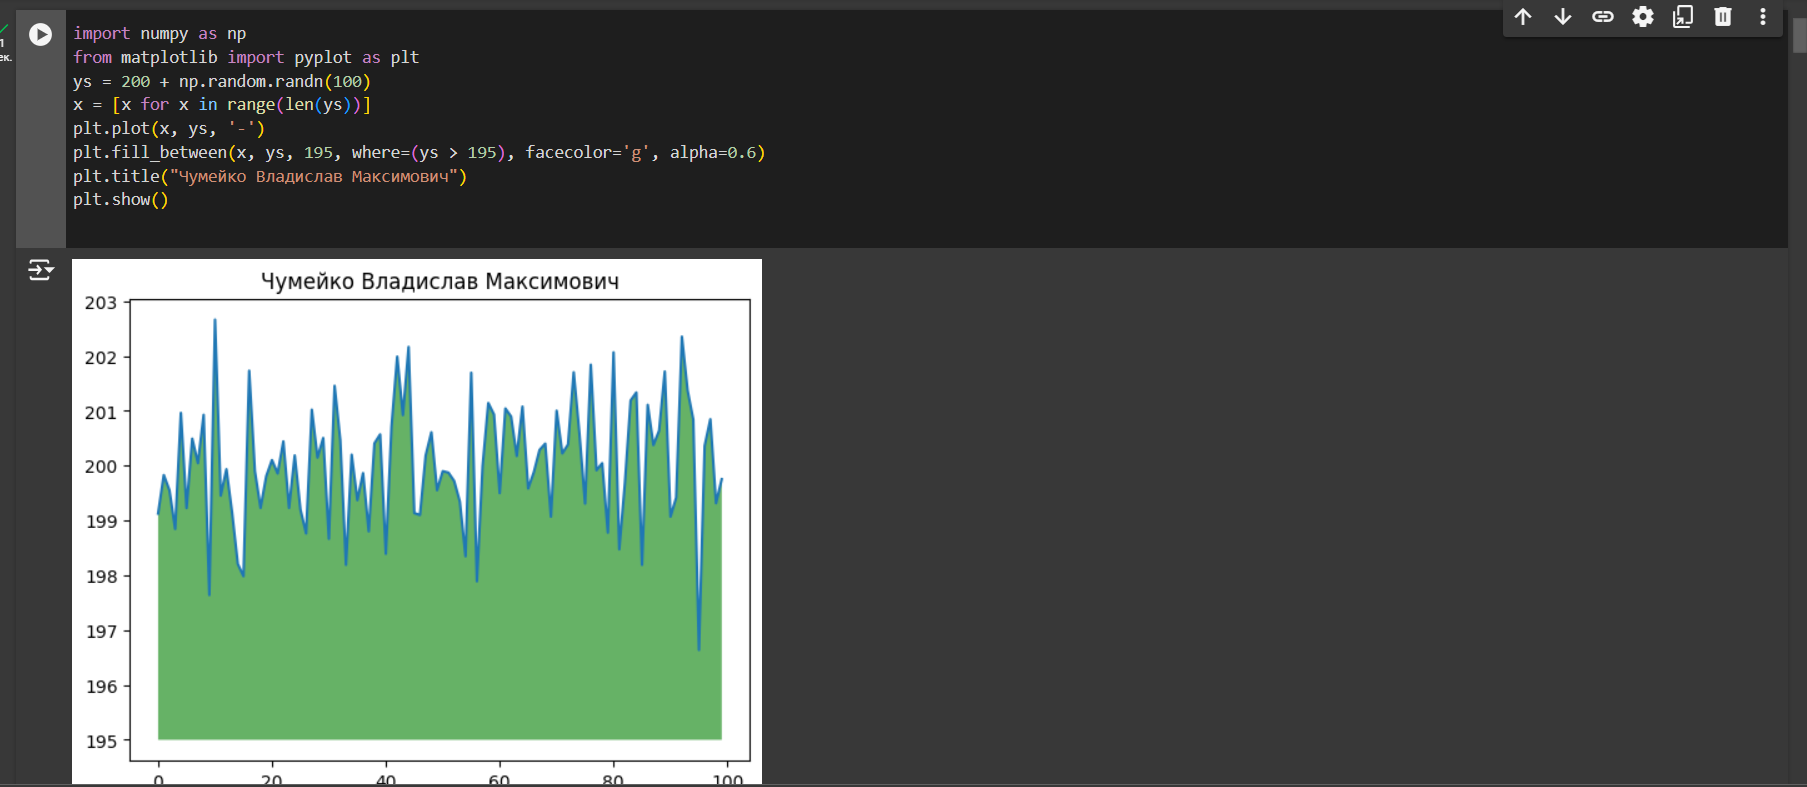 import numpy as np
from matplotlib import pyplot as plt
ys = 200 + np.random.randn(100)
x = [x for x in range(len(ys))]
plt.plot(x, ys, '-')
plt.fill_between(x, ys, 195, where=(ys > 195), facecolor='g', alpha=0.6)
plt.title("Чумейко Владислав Максимович")
plt.show()
1
ек.
Чумейко Владислав Максимович
203
202
201
200
199
198
197
196
195
0 20 40 60 80 100